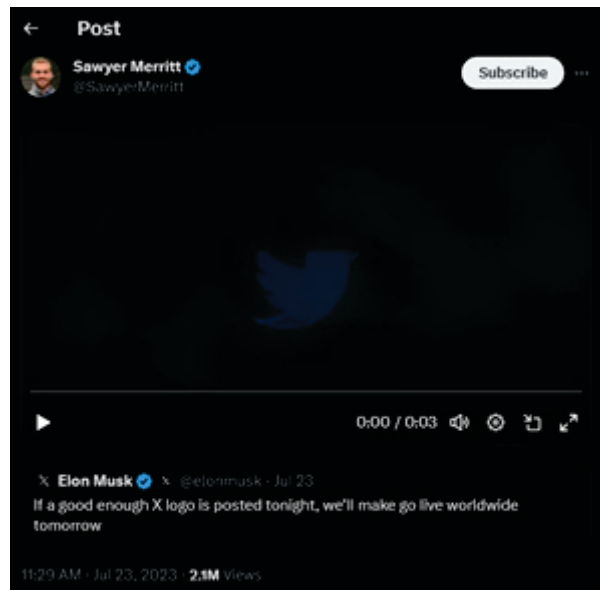 Post
Sawyer Merritt
@SawyerMerritt
Subscribe
0:00 / 0:03
Elon Musk @elonmusk · Jul 23
If a good enough X logo is posted tonight, we'll make go live worldwide
tomorrow
11:29 AM · Jul 23, 2023 · 2.1M Views